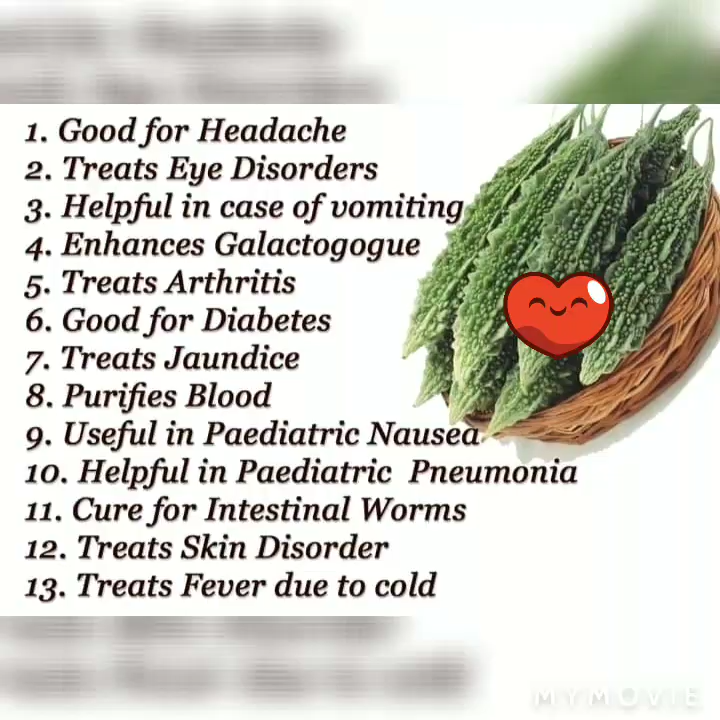 1. Good for Headache
2. Treats Eye Disorders
3. Helpful in case of vomiting
4. Enhances Galactogogue
5. Treats Arthritis
6. Good for Diabetes
7. Treats Jaundice
8. Purifies Blood
9. Useful in Paediatric Nausea
10. Helpful in Paediatric Pneumonia
11. Cure for Intestinal Worms
12. Treats Skin Disorder
13. Treats Fever due to cold
MYMOVIE